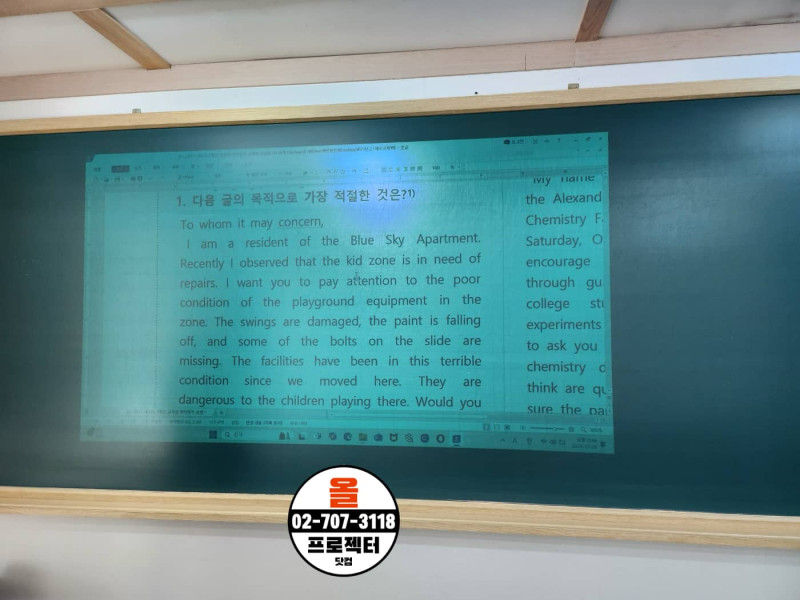 1. 다음 글의 목적으로 가장 적절한 것은?1)
To whom it may concern,
I am a resident of the Blue Sky Apartment.
Recently I observed that the kid zone is in need of
repairs. I want you to pay attention to the poor
condition of the playground equipment in the
zone. The swings are damaged, the paint is falling
off, and some of the bolts on the slide are
missing. The facilities have been in this terrible
condition since we moved here. They are
dangerous to the children playing there. Would you
My name
the Alexand
Chemistry F
Saturday, O
encourage
through gu
college stu
experiments
to ask you
chemistry
think are qu
sure the pa
올
02-707-3118
프로젝터
닷컴